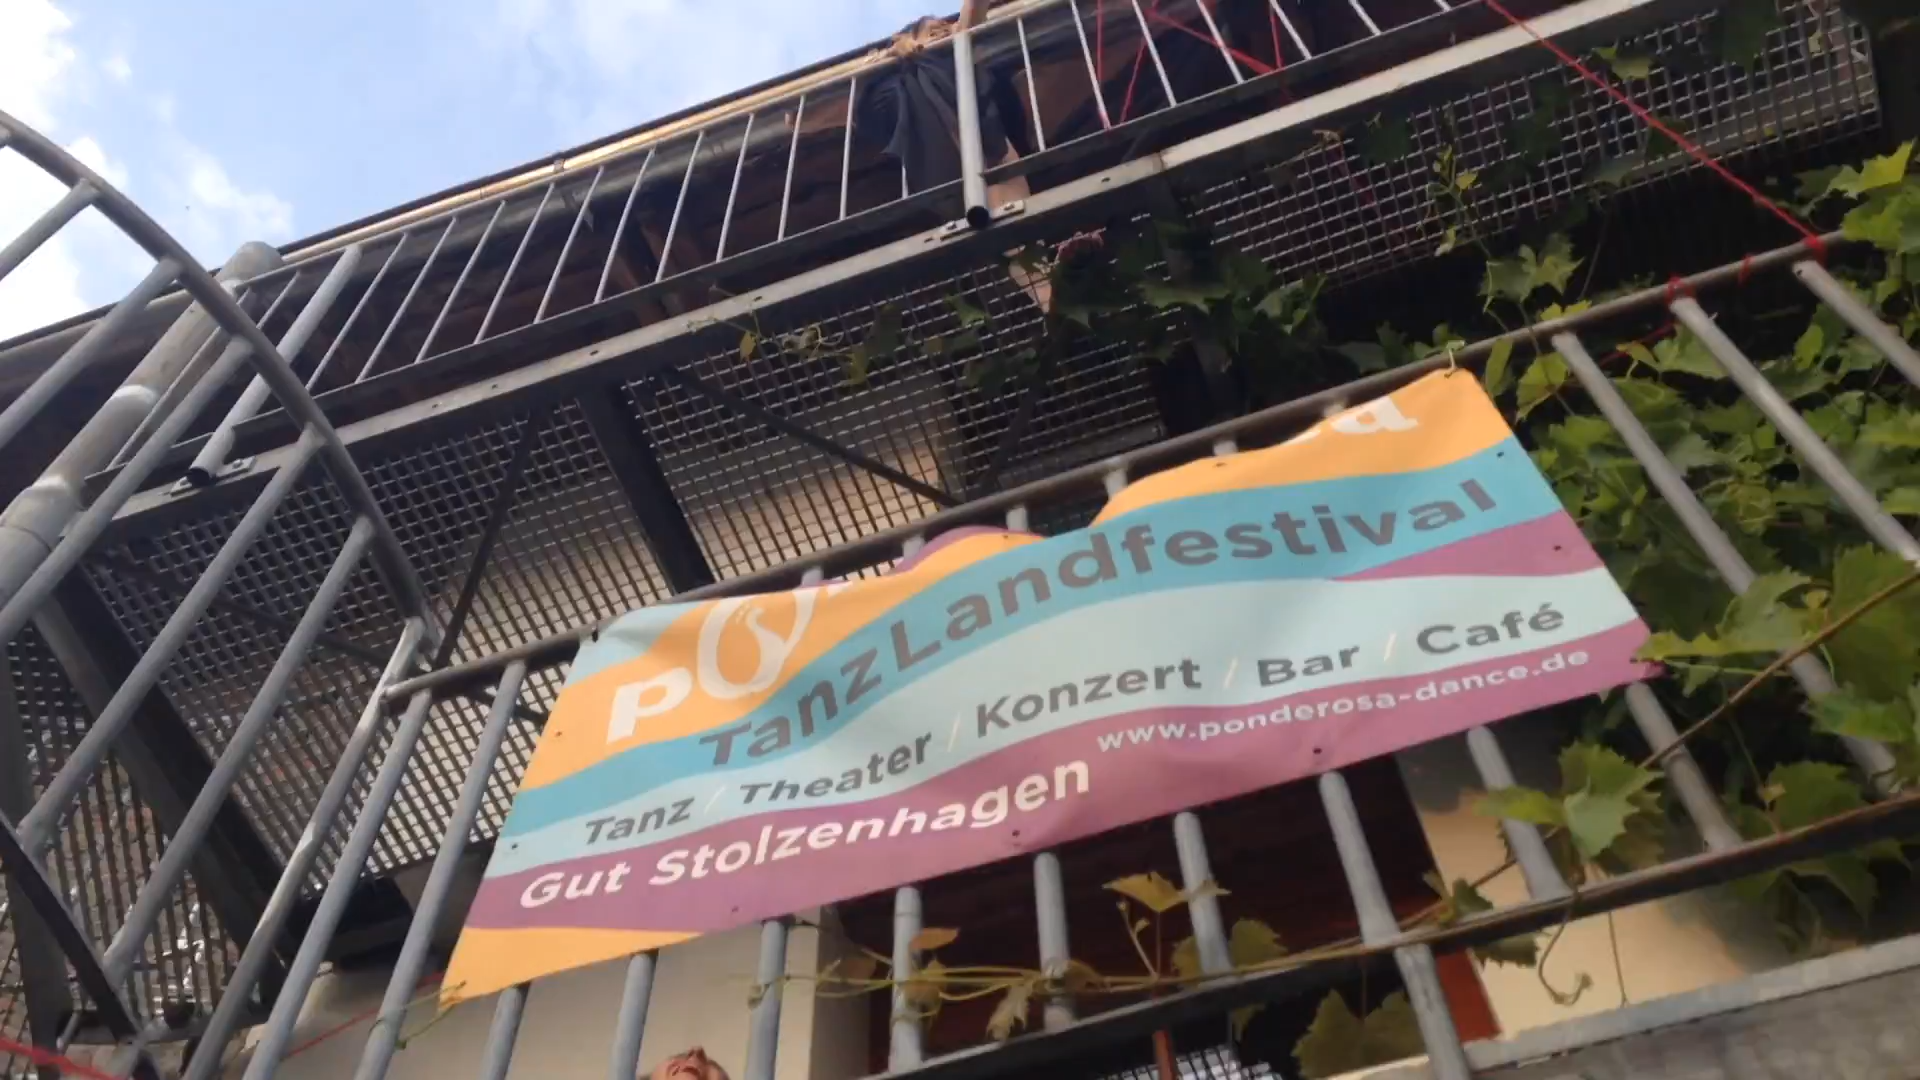 TanzLandfestival
Tanz / Theater / Konzert / Bar / Café
www.ponderosa-dance.de
Gut Stolzenhagen